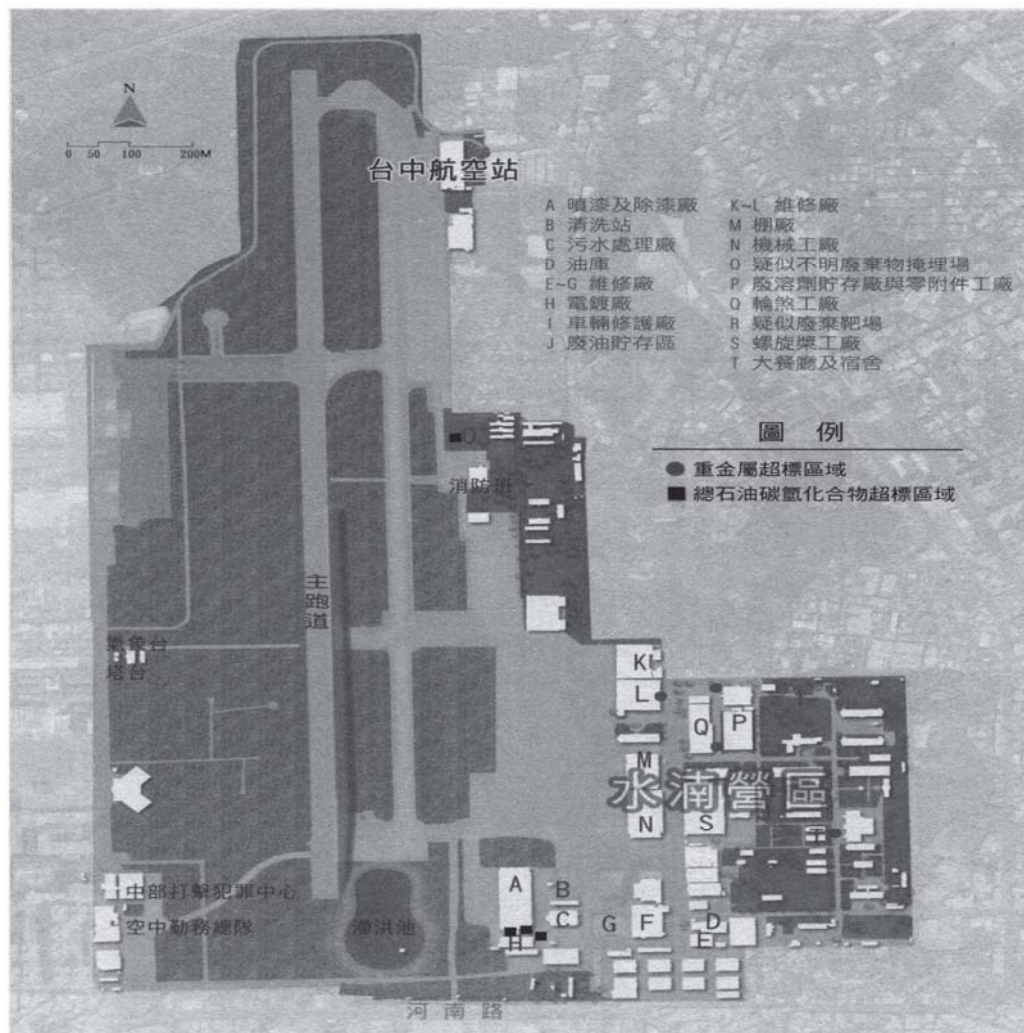 N
0 50 100 200M
台中航空站
A 噴漆及除漆廠
B 清洗站
C 污水處理廠
D 油庫
E~G 維修廠
H 電鍍廠
I 車輛修護廠
J 廢油貯存區
K~L 維修廠
M 棚廠
N 機械工廠
O 疑似不明廢棄物掩埋場
P 廢溶劑貯存廠與零附件工廠
Q 輪煞工廠
R 疑似廢棄靶場
S 螺旋槳工廠
T 大餐廳及宿舍
圖例
重金屬超標區域
總石油碳氫化合物超標區域
消防班
主跑道
氣象台
塔台
K
L
Q
P
M
水湳營區
N
S
T
A
B
C
H
G
F
D
E
中部打擊犯罪中心
空中勤務總隊
滯洪池
河南路